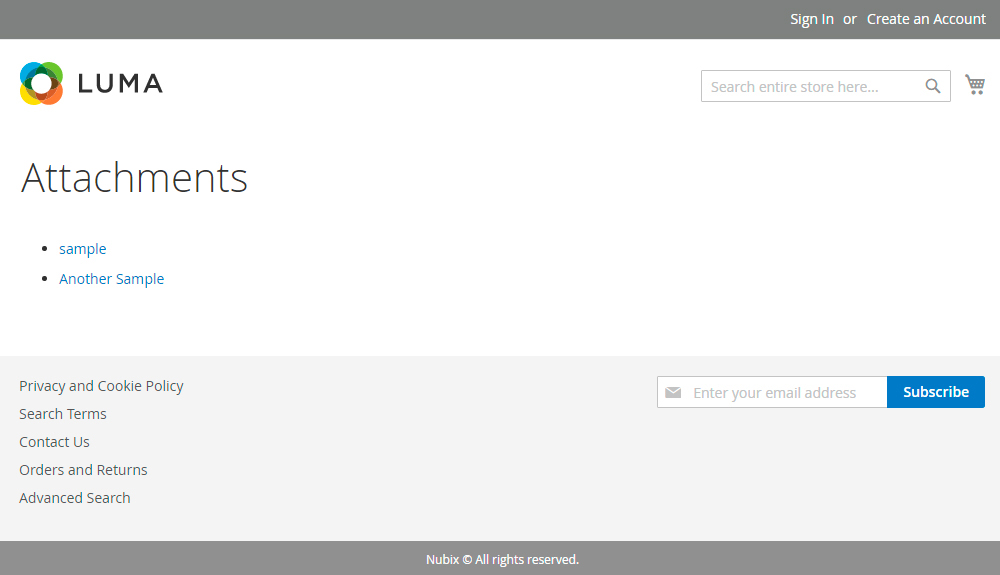 Sign In or Create an Account
LUMA
Search entire store here...
Attachments
sample
Another Sample
Privacy and Cookie Policy
Search Terms
Contact Us
Orders and Returns
Advanced Search
Enter your email address
Subscribe
Nubix © All rights reserved.